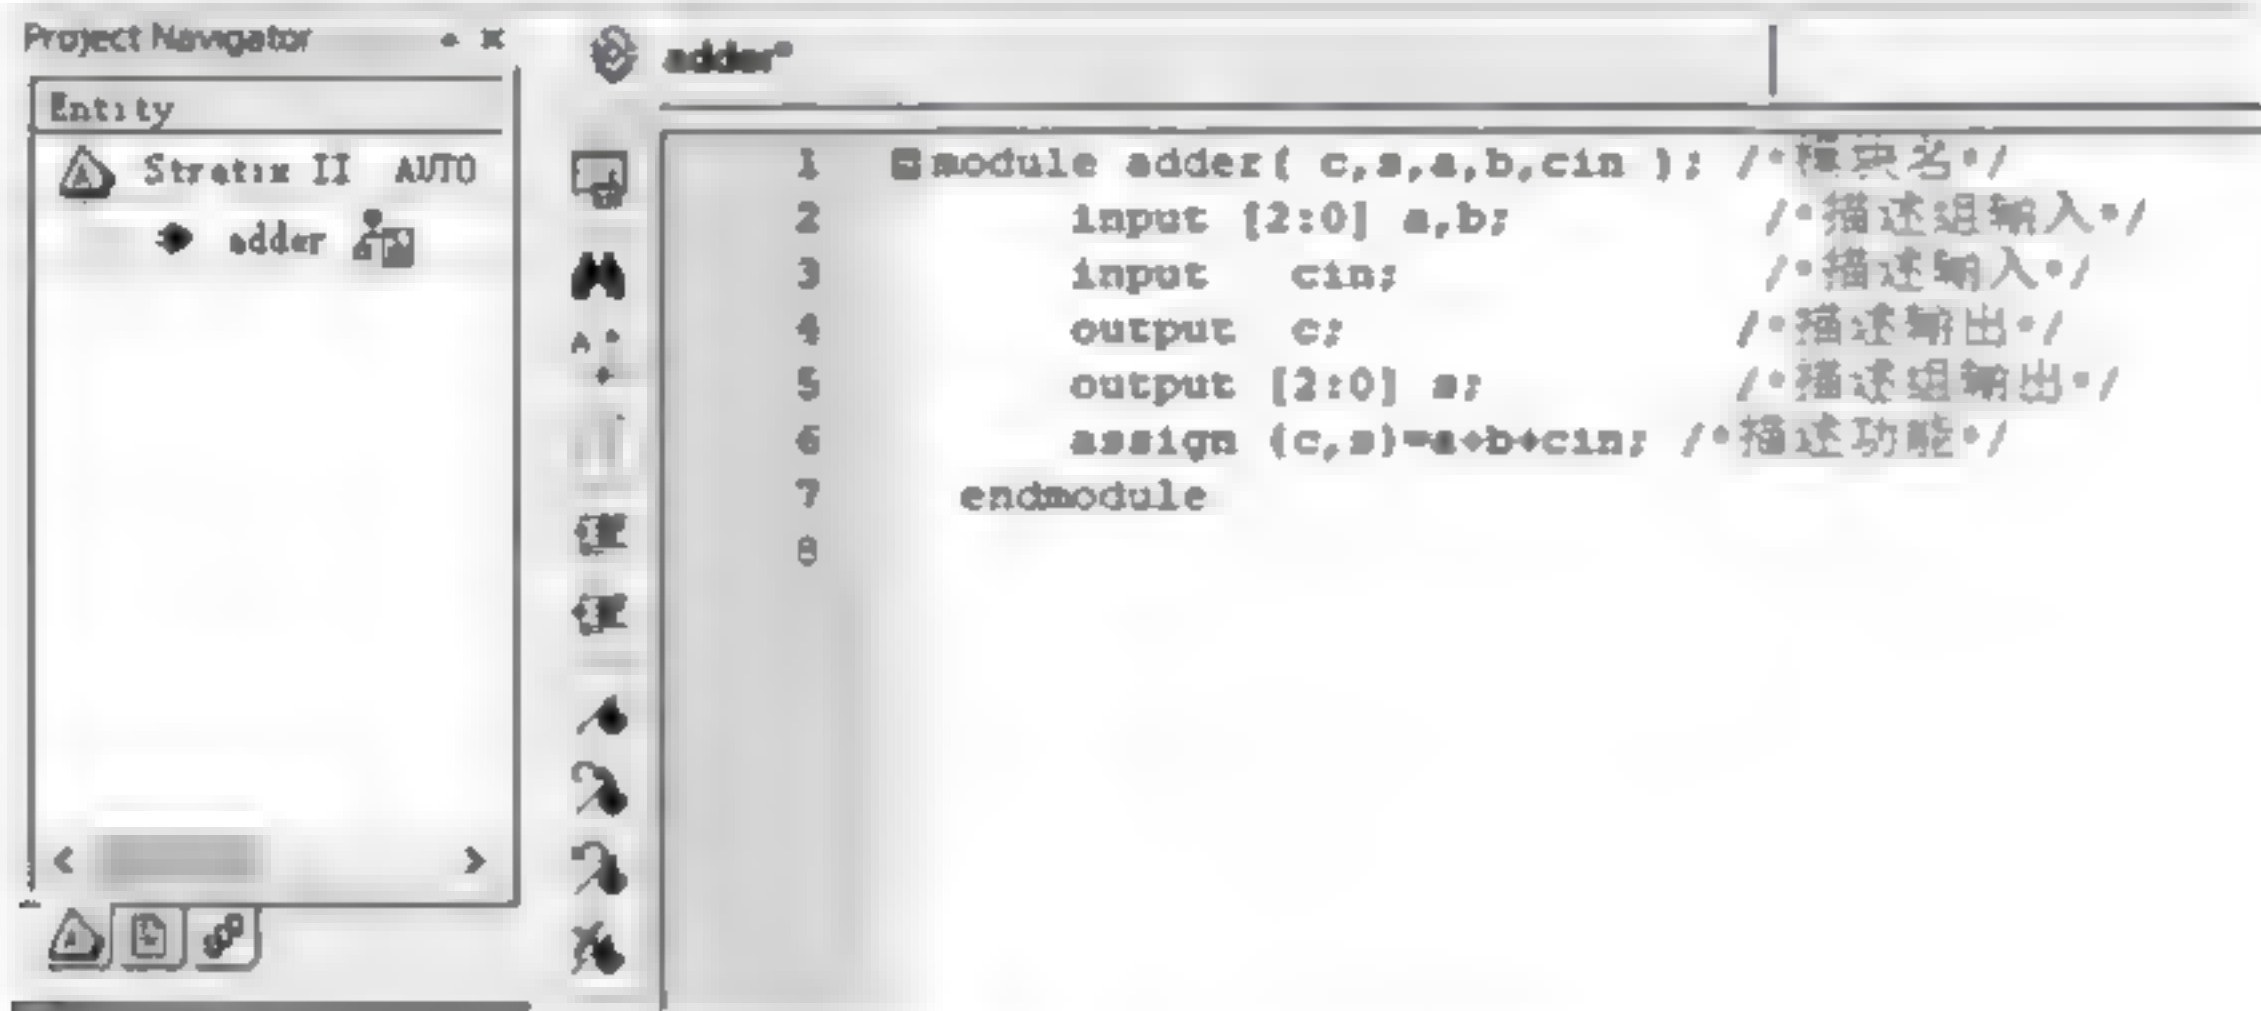 Project Navigator
Entity
Stratix II AUTO
adder
adder*
1 module adder( c,s,a,b,cin ); /*模块名*/
2 input [2:0] a,b; /*描述组输入*/
3 input cin; /*描述输入*/
4 output c; /*描述输出*/
5 output [2:0] s; /*描述组输出*/
6 assign {c,s}=a+b+cin; /*描述功能*/
7 endmodule
8